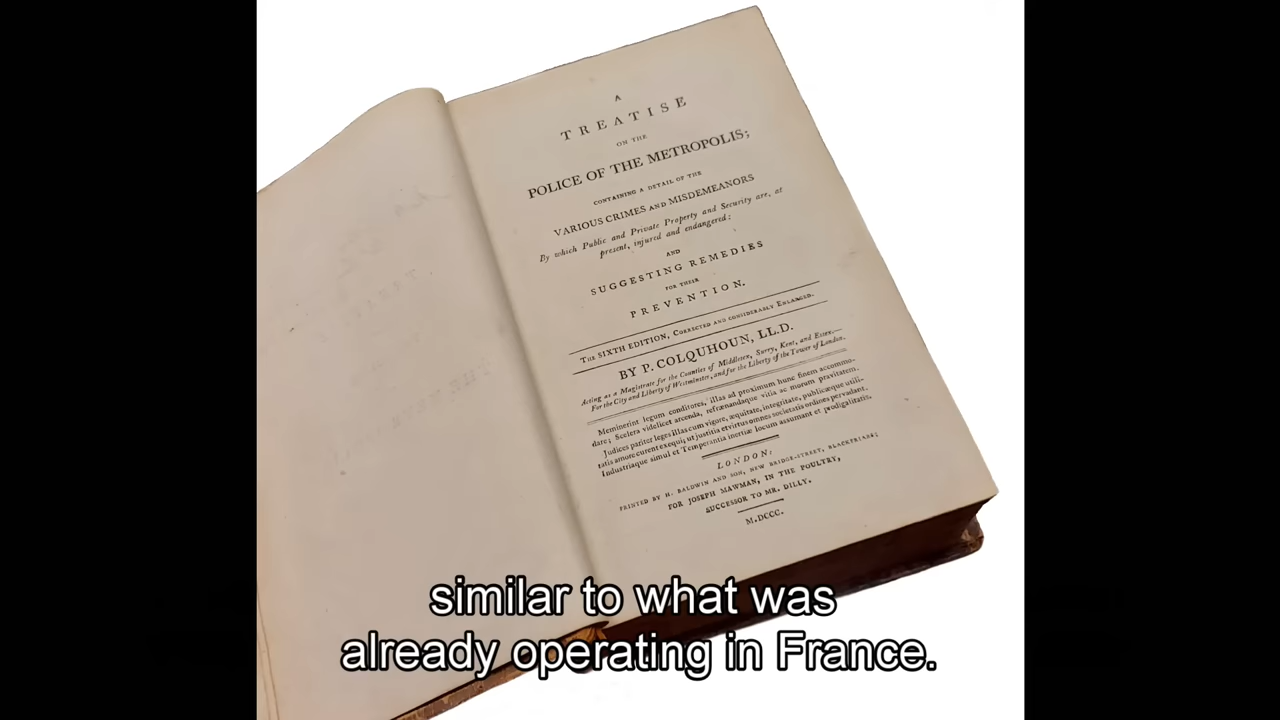 A
TREATISE
ON THE
POLICE OF THE METROPOLIS;
CONTAINING A DETAIL OF THE
VARIOUS CRIMES AND MISDEMEANORS
By which Public and Private Property and Security are, at
present, injured and endangered:
AND
SUGGESTING REMEDIES
FOR THEIR
PREVENTION.
THE SIXTH EDITION, CORRECTED AND CONSIDERABLY ENLARGED.
BY P. COLQUHOUN, LL.D.
Acting as a Magistrate for the Counties of Middlesex, Surry, Kent, and Essex.—
For the City and Liberty of Westminster, and for the Liberty of the Tower of London.
Meminerint legum conditores, illas ad proximum hunc finem accommo-
dare; Scelera videlicet arcenda, refrænandaque vitia ac morum pravitatem.
Judices pariter leges illas cum vigore, æquitate, integritate, publicæque utili-
tatis amore curent exequi; ut justitia et virtus omnes societatis ordines pervadant.
Industriaque simul et Temperantia inertiæ locum assumant et prodigalitatis.
LONDON:
PRINTED BY H. BALDWIN AND SON, NEW BRIDGE-STREET, BLACKFRIARS;
FOR JOSEPH MAWMAN, IN THE POULTRY,
SUCCESSOR TO MR. DILLY.
M.DCCC.
similar to what was
already operating in France.